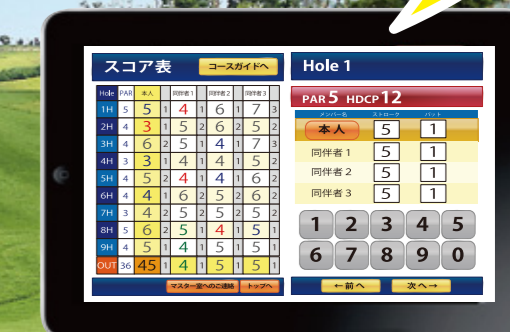 スコア表
コースガイドへ
Hole PAR 本人 同伴者1 同伴者2 同伴者3
1H 5 5 1 4 1 6 1 7 3
2H 4 3 1 5 2 6 2 5 2
3H 4 6 2 5 1 4 1 7 3
4H 3 3 1 4 1 4 1 5 2
5H 4 5 2 4 1 4 1 6 2
6H 4 4 1 6 2 5 2 6 2
7H 3 4 2 5 2 5 2 5 2
8H 5 6 2 5 1 4 1 5 1
9H 4 5 1 4 1 5 1 5 1
OUT 36 45 1 4 1 5 1 5 1
マスター室へのご連絡 トップへ
Hole 1
PAR 5 HDCP 12
メンバー名 ストローク パット
本人 5 1
同伴者 1 5 1
同伴者 2 5 1
同伴者 3 5 1
1 2 3 4 5
6 7 8 9 0
←前へ 次へ→